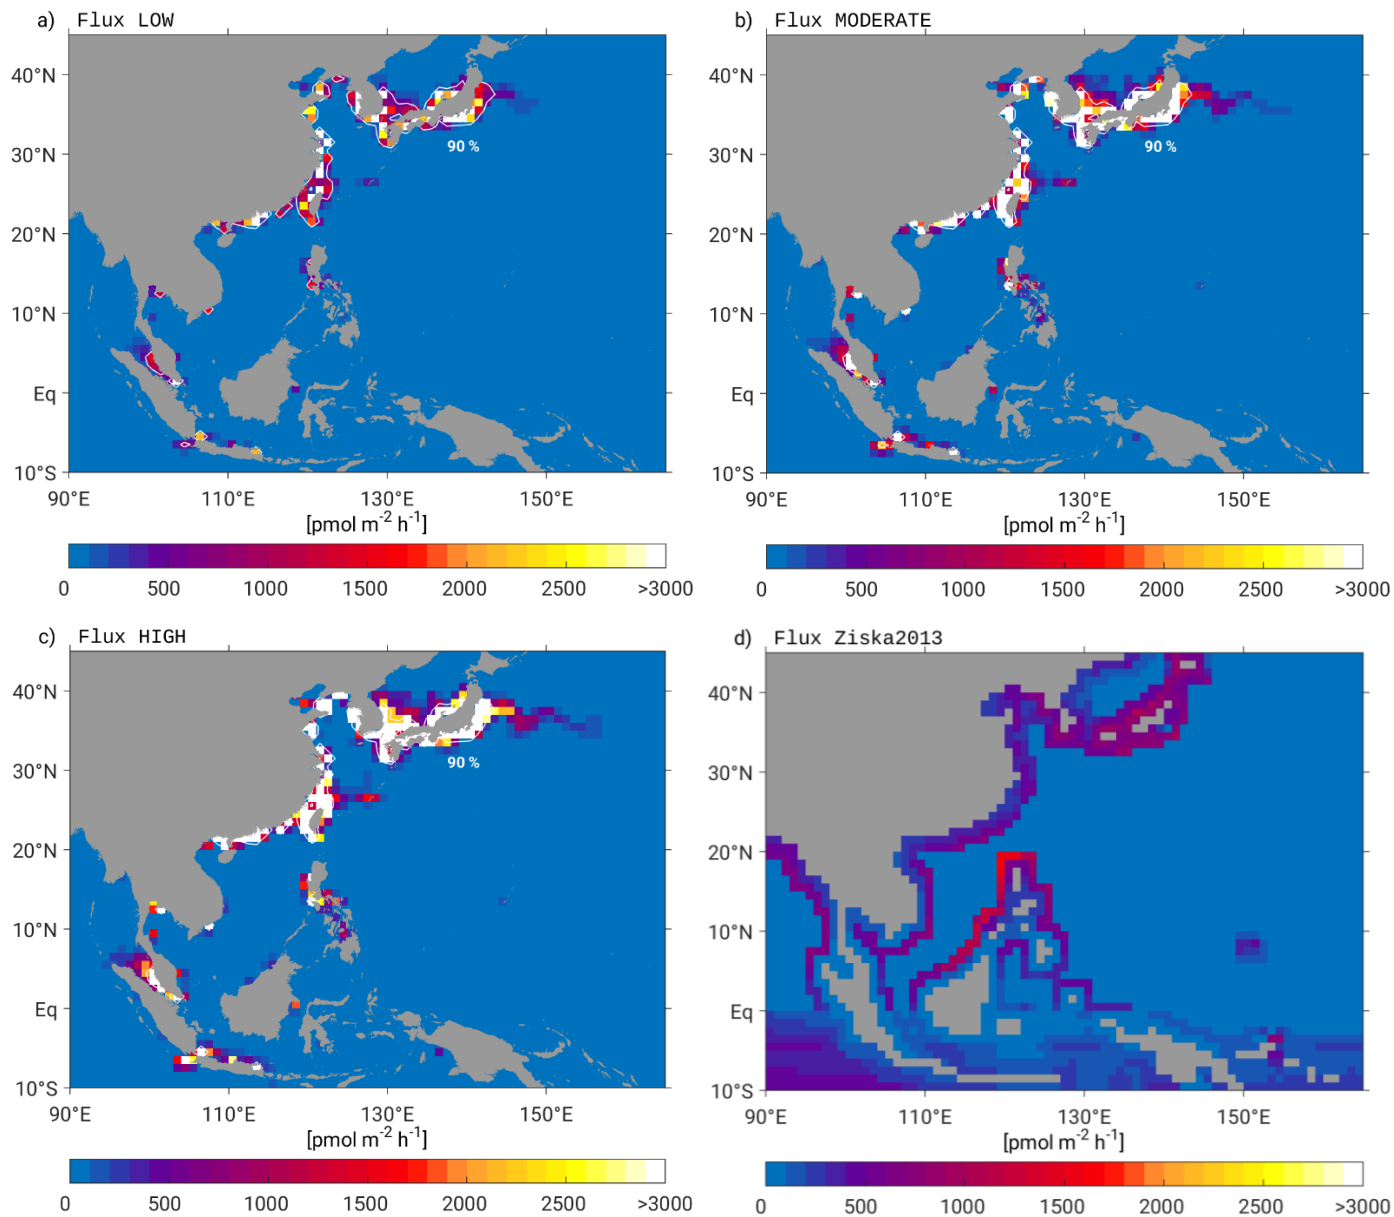 a) Flux LOW
40°N
30°N
20°N
10°N
Eq
10°S
90 %
90°E 110°E 130°E 150°E
[pmol m⁻² h⁻¹]
0 500 1000 1500 2000 2500 >3000
b) Flux MODERATE
40°N
30°N
20°N
10°N
Eq
10°S
90 %
90°E 110°E 130°E 150°E
[pmol m⁻² h⁻¹]
0 500 1000 1500 2000 2500 >3000
c) Flux HIGH
40°N
30°N
20°N
10°N
Eq
10°S
90 %
90°E 110°E 130°E 150°E
[pmol m⁻² h⁻¹]
0 500 1000 1500 2000 2500 >3000
d) Flux Ziska2013
40°N
30°N
20°N
10°N
Eq
10°S
90°E 110°E 130°E 150°E
[pmol m⁻² h⁻¹]
0 500 1000 1500 2000 2500 >3000